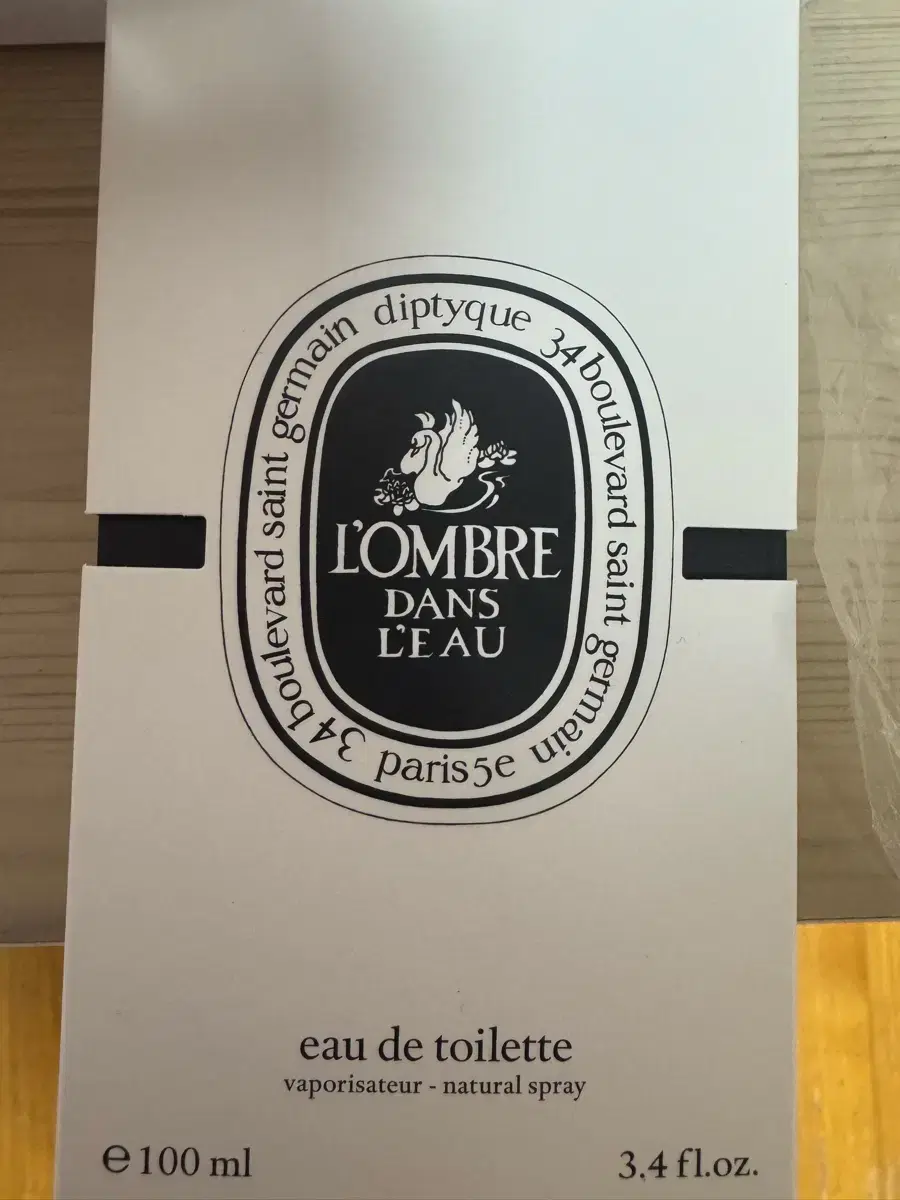 diptyque
34 boulevard saint germain
paris 5e
34 boulevard saint germain
L'OMBRE
DANS
L'EAU
eau de toilette
vaporisateur - natural spray
℮ 100 ml
3.4 fl.oz.